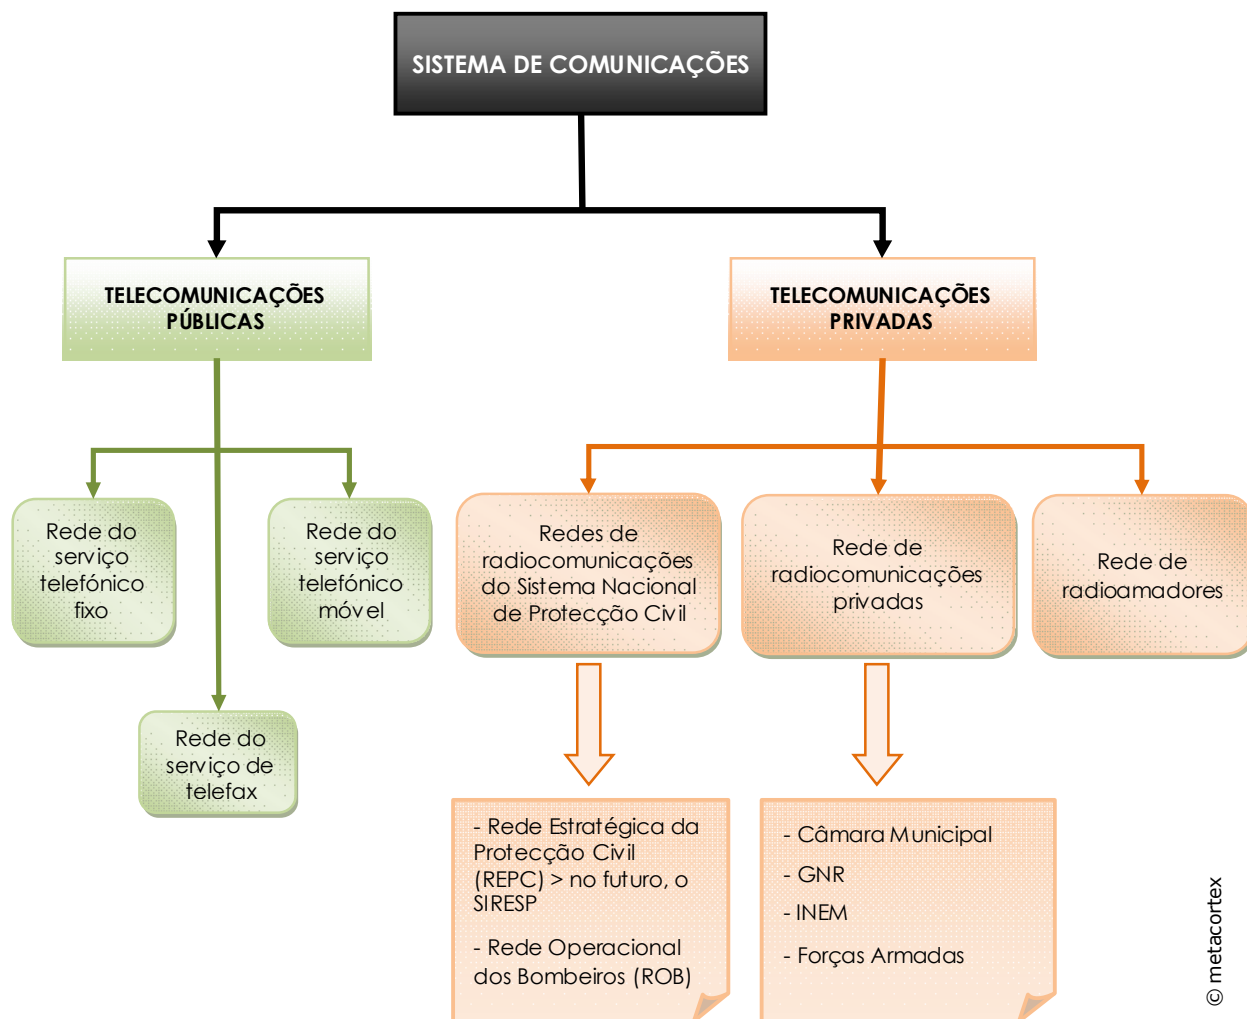 SISTEMA DE COMUNICAÇÕES
TELECOMUNICAÇÕES
PÚBLICAS
TELECOMUNICAÇÕES
PRIVADAS
Rede do
serviço
telefónico
fixo
Rede do
serviço
telefónico
móvel
Rede do
serviço de
telefax
Redes de
radiocomunicações
do Sistema Nacional
de Protecção Civil
Rede de
radiocomunicações
privadas
Rede de
radioamadores
- Rede Estratégica da
Protecção Civil
(REPC) > no futuro, o
SIRESP
- Rede Operacional
dos Bombeiros (ROB)
- Câmara Municipal
- GNR
- INEM
- Forças Armadas
© metacortex